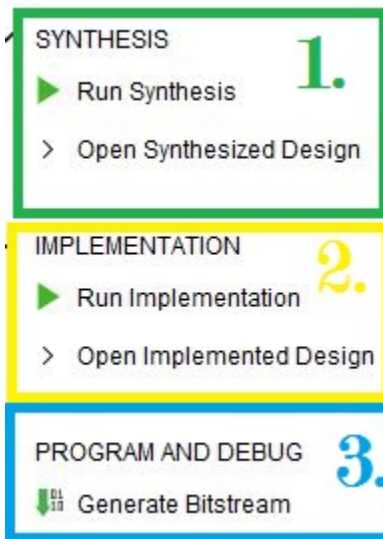 SYNTHESIS
1.
Run Synthesis
Open Synthesized Design
IMPLEMENTATION
2.
Run Implementation
Open Implemented Design
PROGRAM AND DEBUG
3.
Generate Bitstream